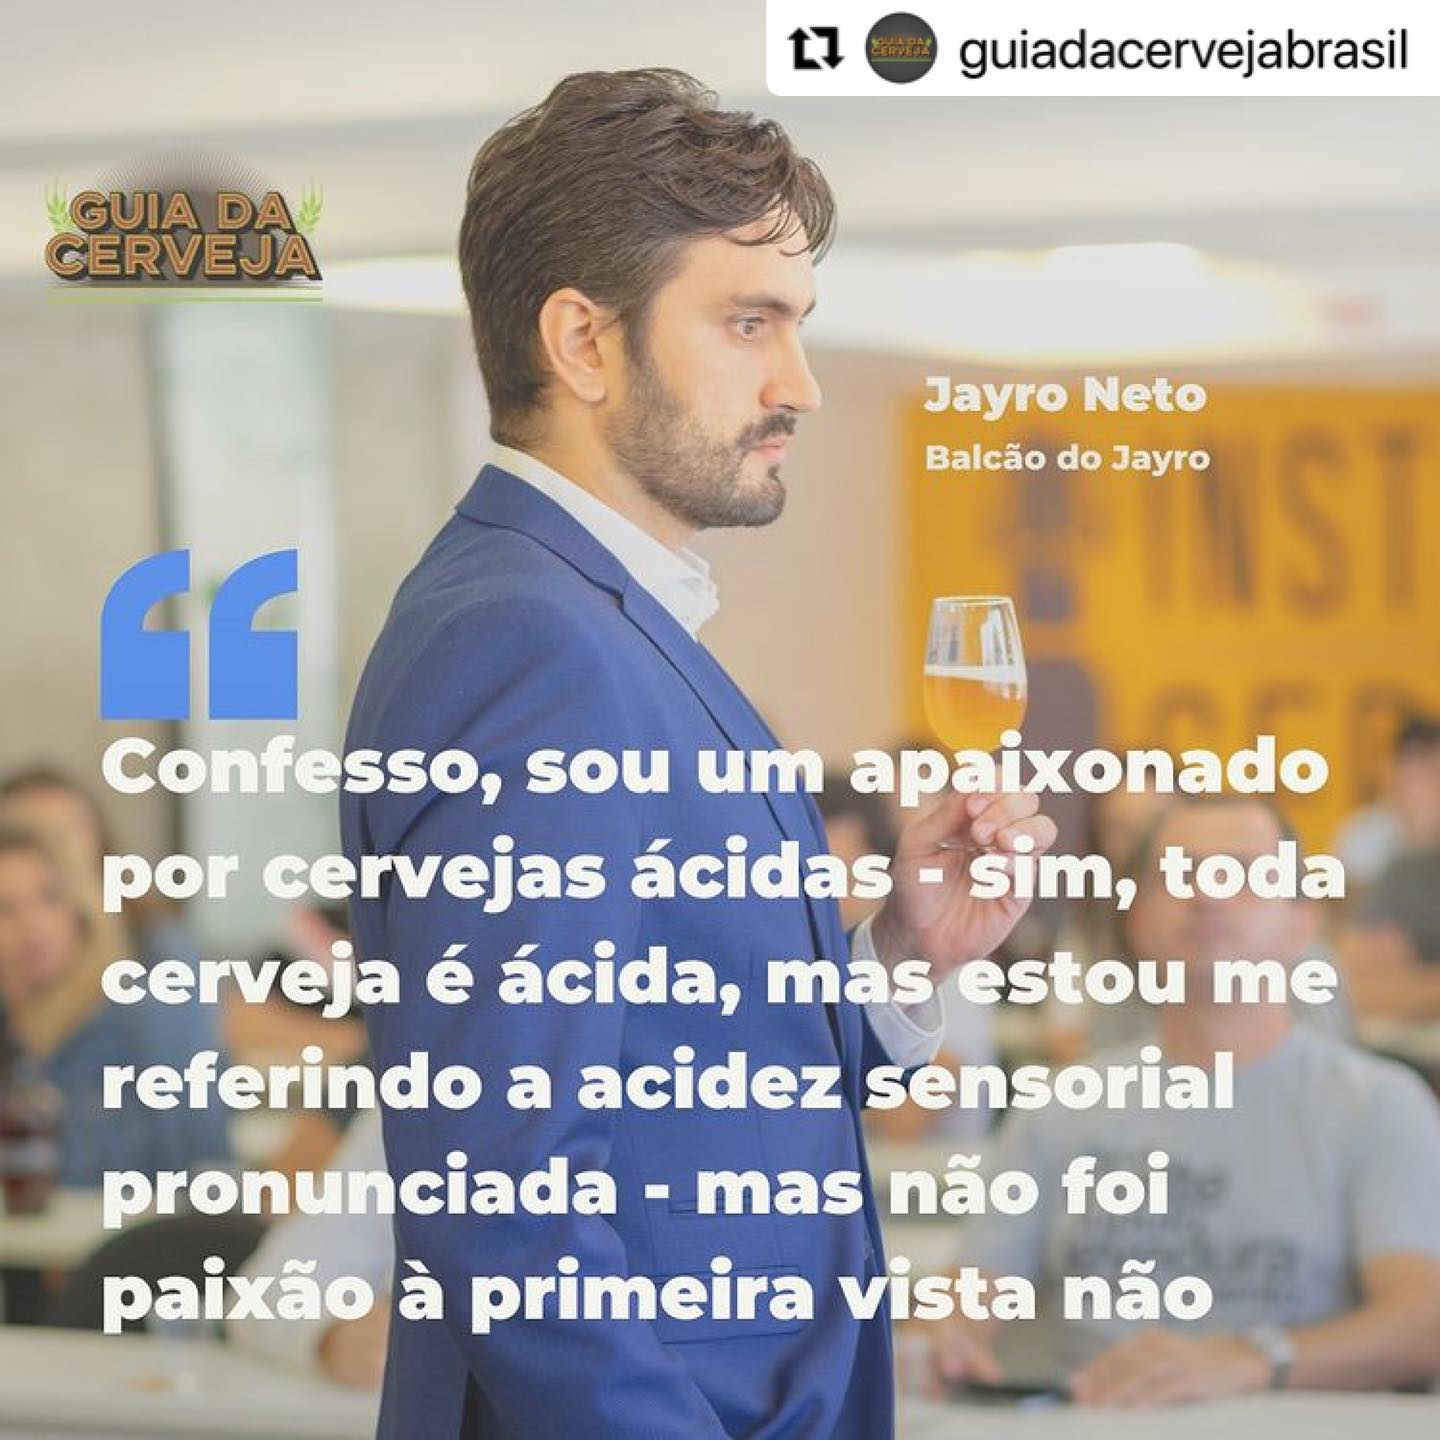 guiadacervejabrasil
GUIA DA
CERVEJA
Jayro Neto
Balcão do Jayro
INST
Confesso, sou um apaixonado
por cervejas ácidas - sim, toda
cerveja é ácida, mas estou me
referindo a acidez sensorial
pronunciada - mas não foi
paixão à primeira vista não